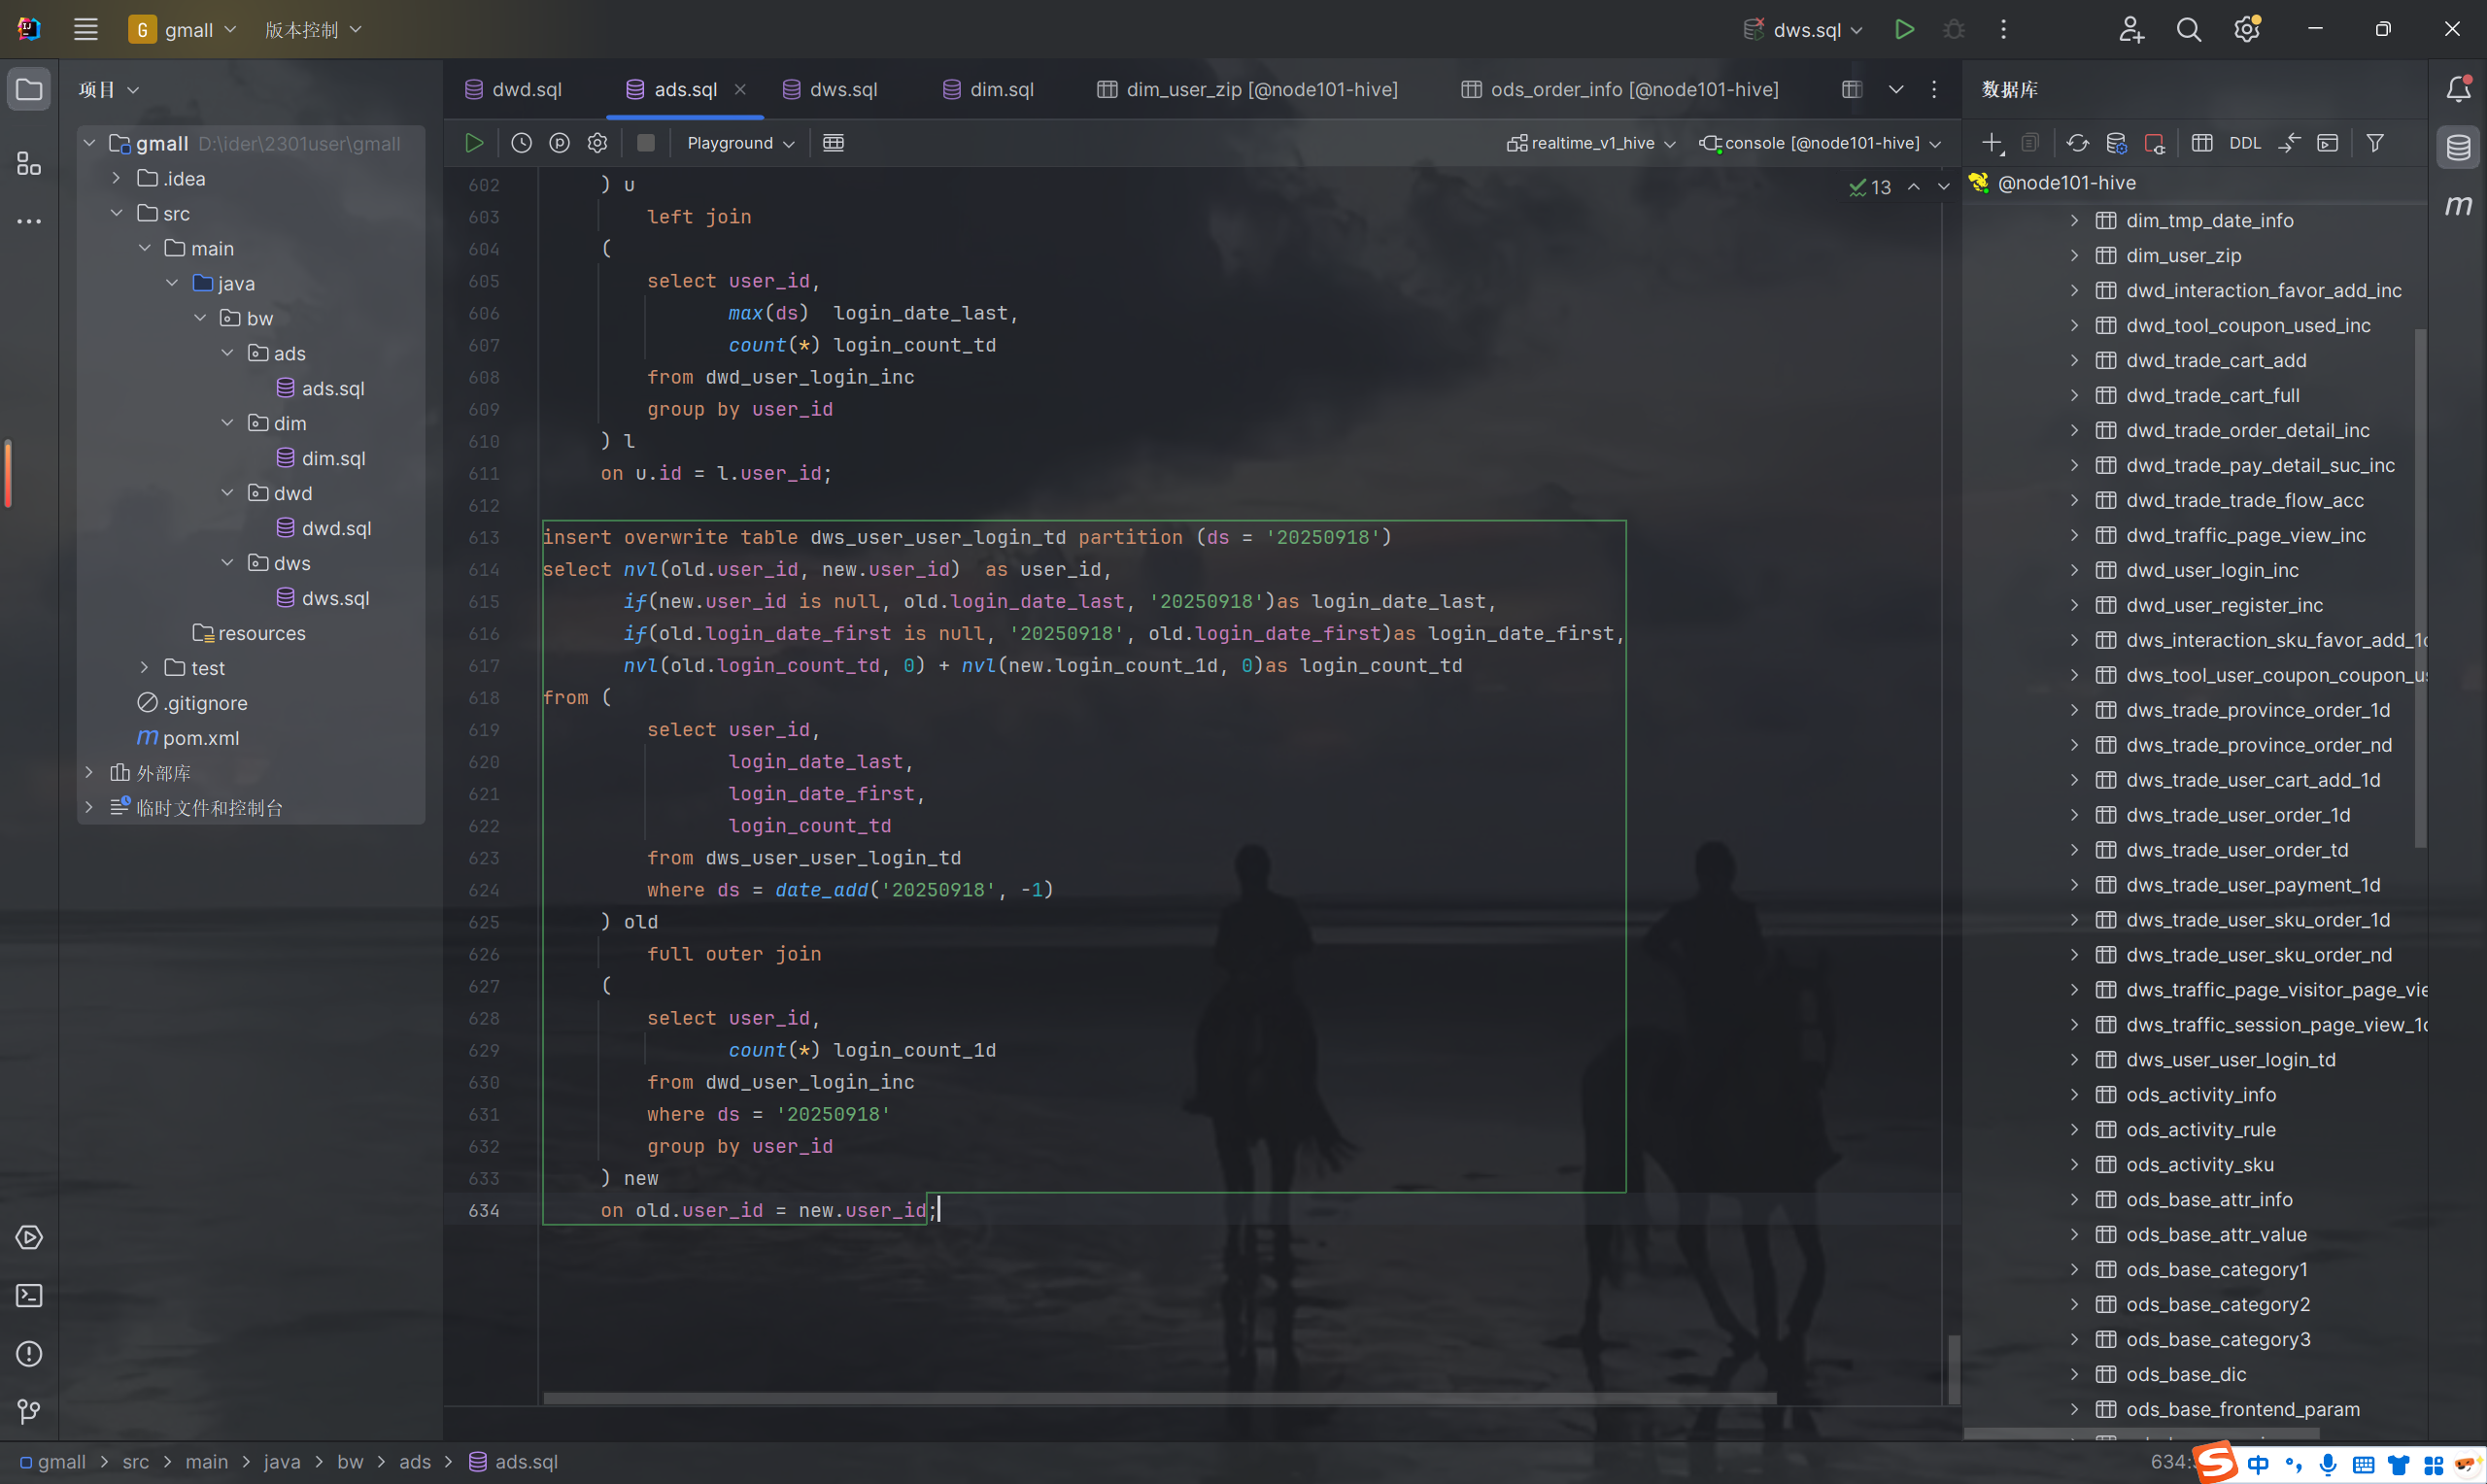 G gmall 版本控制 dws.sql
项目
dwd.sql ads.sql dws.sql dim.sql dim_user_zip [@node101-hive] ods_order_info [@node101-hive]
数据库
Playground realtime_v1_hive console [@node101-hive]
DDL
gmall D:\ider\2301user\gmall
.idea
src
main
java
bw
ads
ads.sql
dim
dim.sql
dwd
dwd.sql
dws
dws.sql
resources
test
.gitignore
m pom.xml
外部库
临时文件和控制台
13
602 ) u
603 left join
604 (
605 select user_id,
606 max(ds)  login_date_last,
607 count(*) login_count_td
608 from dwd_user_login_inc
609 group by user_id
610 ) l
611 on u.id = l.user_id;
612
613 insert overwrite table dws_user_user_login_td partition (ds = '20250918')
614 select nvl(old.user_id, new.user_id)  as user_id,
615 if(new.user_id is null, old.login_date_last, '20250918')as login_date_last,
616 if(old.login_date_first is null, '20250918', old.login_date_first)as login_date_first,
617 nvl(old.login_count_td, 0) + nvl(new.login_count_1d, 0)as login_count_td
618 from (
619 select user_id,
620 login_date_last,
621 login_date_first,
622 login_count_td
623 from dws_user_user_login_td
624 where ds = date_add('20250918', -1)
625 ) old
626 full outer join
627 (
628 select user_id,
629 count(*) login_count_1d
630 from dwd_user_login_inc
631 where ds = '20250918'
632 group by user_id
633 ) new
634 on old.user_id = new.user_id;
@node101-hive
dim_tmp_date_info
dim_user_zip
dwd_interaction_favor_add_inc
dwd_tool_coupon_used_inc
dwd_trade_cart_add
dwd_trade_cart_full
dwd_trade_order_detail_inc
dwd_trade_pay_detail_suc_inc
dwd_trade_trade_flow_acc
dwd_traffic_page_view_inc
dwd_user_login_inc
dwd_user_register_inc
dws_interaction_sku_favor_add_1
dws_tool_user_coupon_coupon_u
dws_trade_province_order_1d
dws_trade_province_order_nd
dws_trade_user_cart_add_1d
dws_trade_user_order_1d
dws_trade_user_order_td
dws_trade_user_payment_1d
dws_trade_user_sku_order_1d
dws_trade_user_sku_order_nd
dws_traffic_page_visitor_page_vie
dws_traffic_session_page_view_1
dws_user_user_login_td
ods_activity_info
ods_activity_rule
ods_activity_sku
ods_base_attr_info
ods_base_attr_value
ods_base_category1
ods_base_category2
ods_base_category3
ods_base_dic
ods_base_frontend_param
m
gmall > src > main > java > bw > ads > ads.sql
634:
S 中